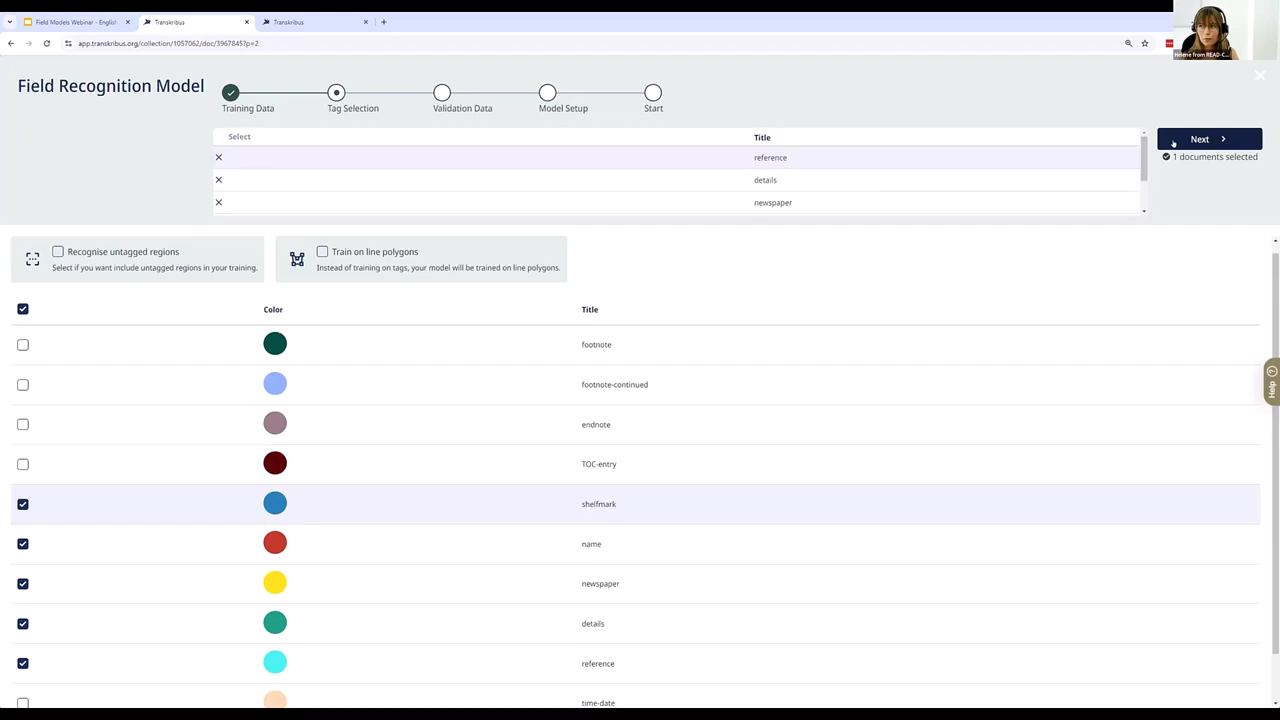 Field Models Webinar - English
Transkribus
Transkribus
app.transkribus.org/collection/1057062/doc/3967845?p=2
Helene from READ-C...
Field Recognition Model
Training Data
Tag Selection
Validation Data
Model Setup
Start
Select Title
reference
details
newspaper
Next
1 documents selected
Recognise untagged regions
Select if you want include untagged regions in your training.
Train on line polygons
Instead of training on tags, your model will be trained on line polygons.
Color Title
footnote
footnote-continued
endnote
TOC-entry
shelfmark
name
newspaper
details
reference
time-date
Help